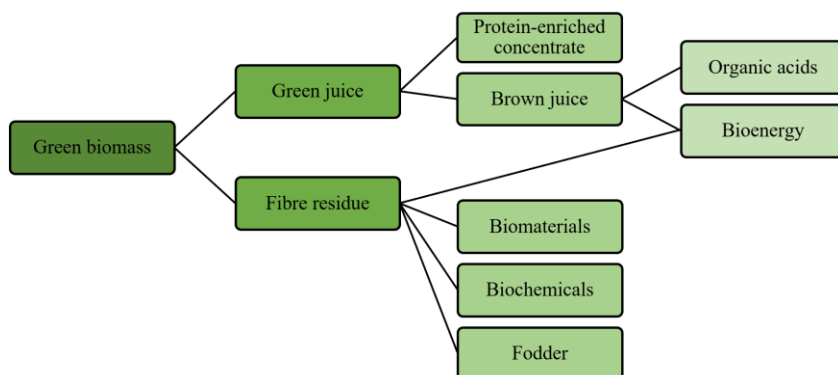 Protein-enriched
concentrate
Organic acids
Green juice
Brown juice
Bioenergy
Green biomass
Fibre residue
Biomaterials
Biochemicals
Fodder